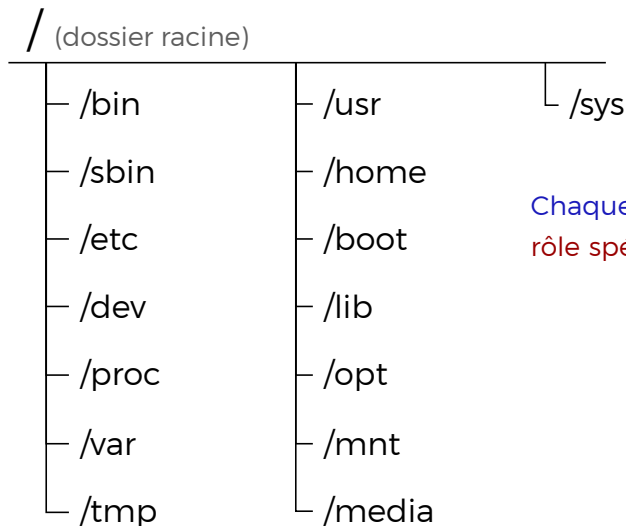 / (dossier racine)
/bin
/sbin
/etc
/dev
/proc
/var
/tmp
/usr
/home
/boot
/lib
/opt
/mnt
/media
/sys
Chaque
rôle